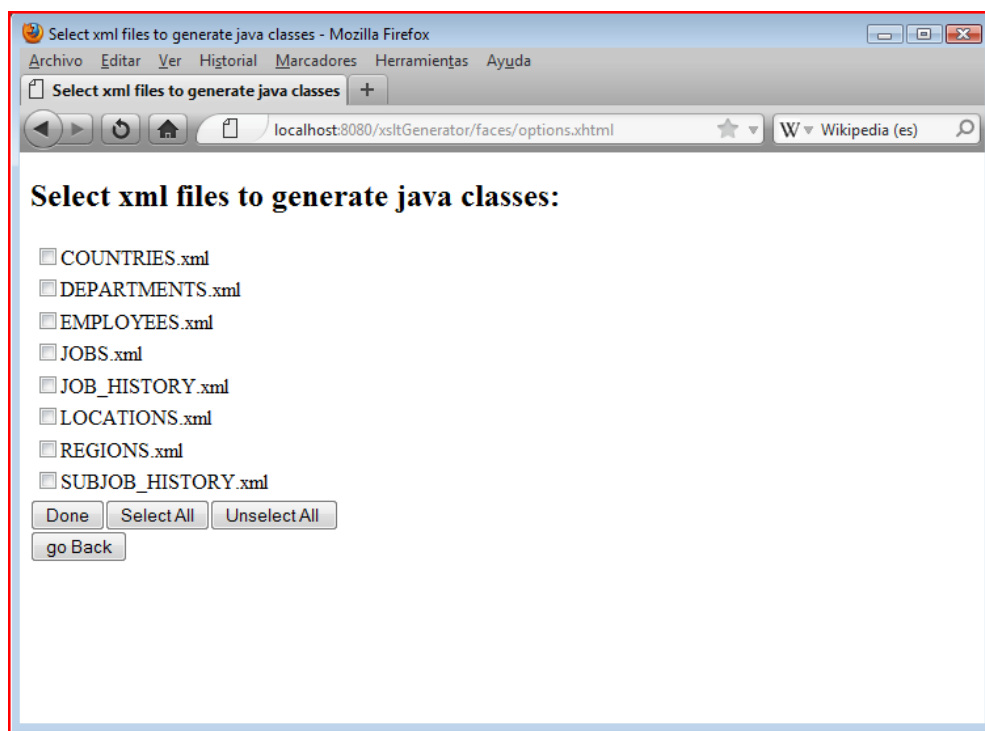 Select xml files to generate java classes - Mozilla Firefox
Archivo Editar Ver Historial Marcadores Herramientas Ayuda
Select xml files to generate java classes +
localhost:8080/xsltGenerator/faces/options.xhtml W Wikipedia (es)
Select xml files to generate java classes:
COUNTRIES.xml
DEPARTMENTS.xml
EMPLOYEES.xml
JOBS.xml
JOB_HISTORY.xml
LOCATIONS.xml
REGIONS.xml
SUBJOB_HISTORY.xml
Done Select All Unselect All
go Back